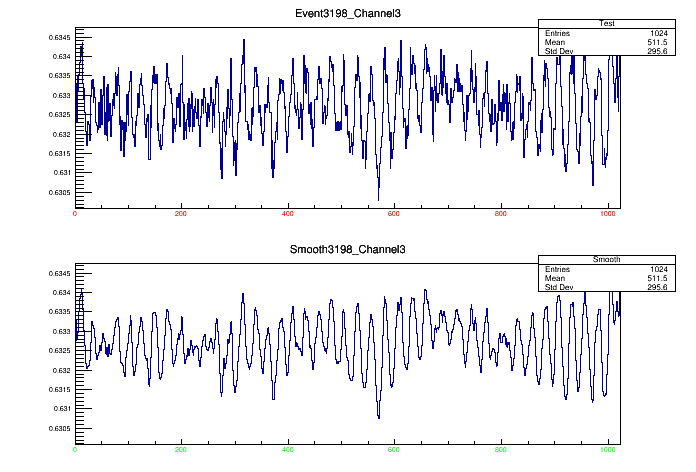 Event3198_Channel3
Test
Entries 1024
Mean 511.5
Std Dev 295.6
0.6345
0.634
0.6335
0.633
0.6325
0.632
0.6315
0.631
0.6305
0 200 400 600 800 1000
Smooth3198_Channel3
Smooth
Entries 1024
Mean 511.5
Std Dev 295.6
0.6345
0.634
0.6335
0.633
0.6325
0.632
0.6315
0.631
0.6305
0 200 400 600 800 1000